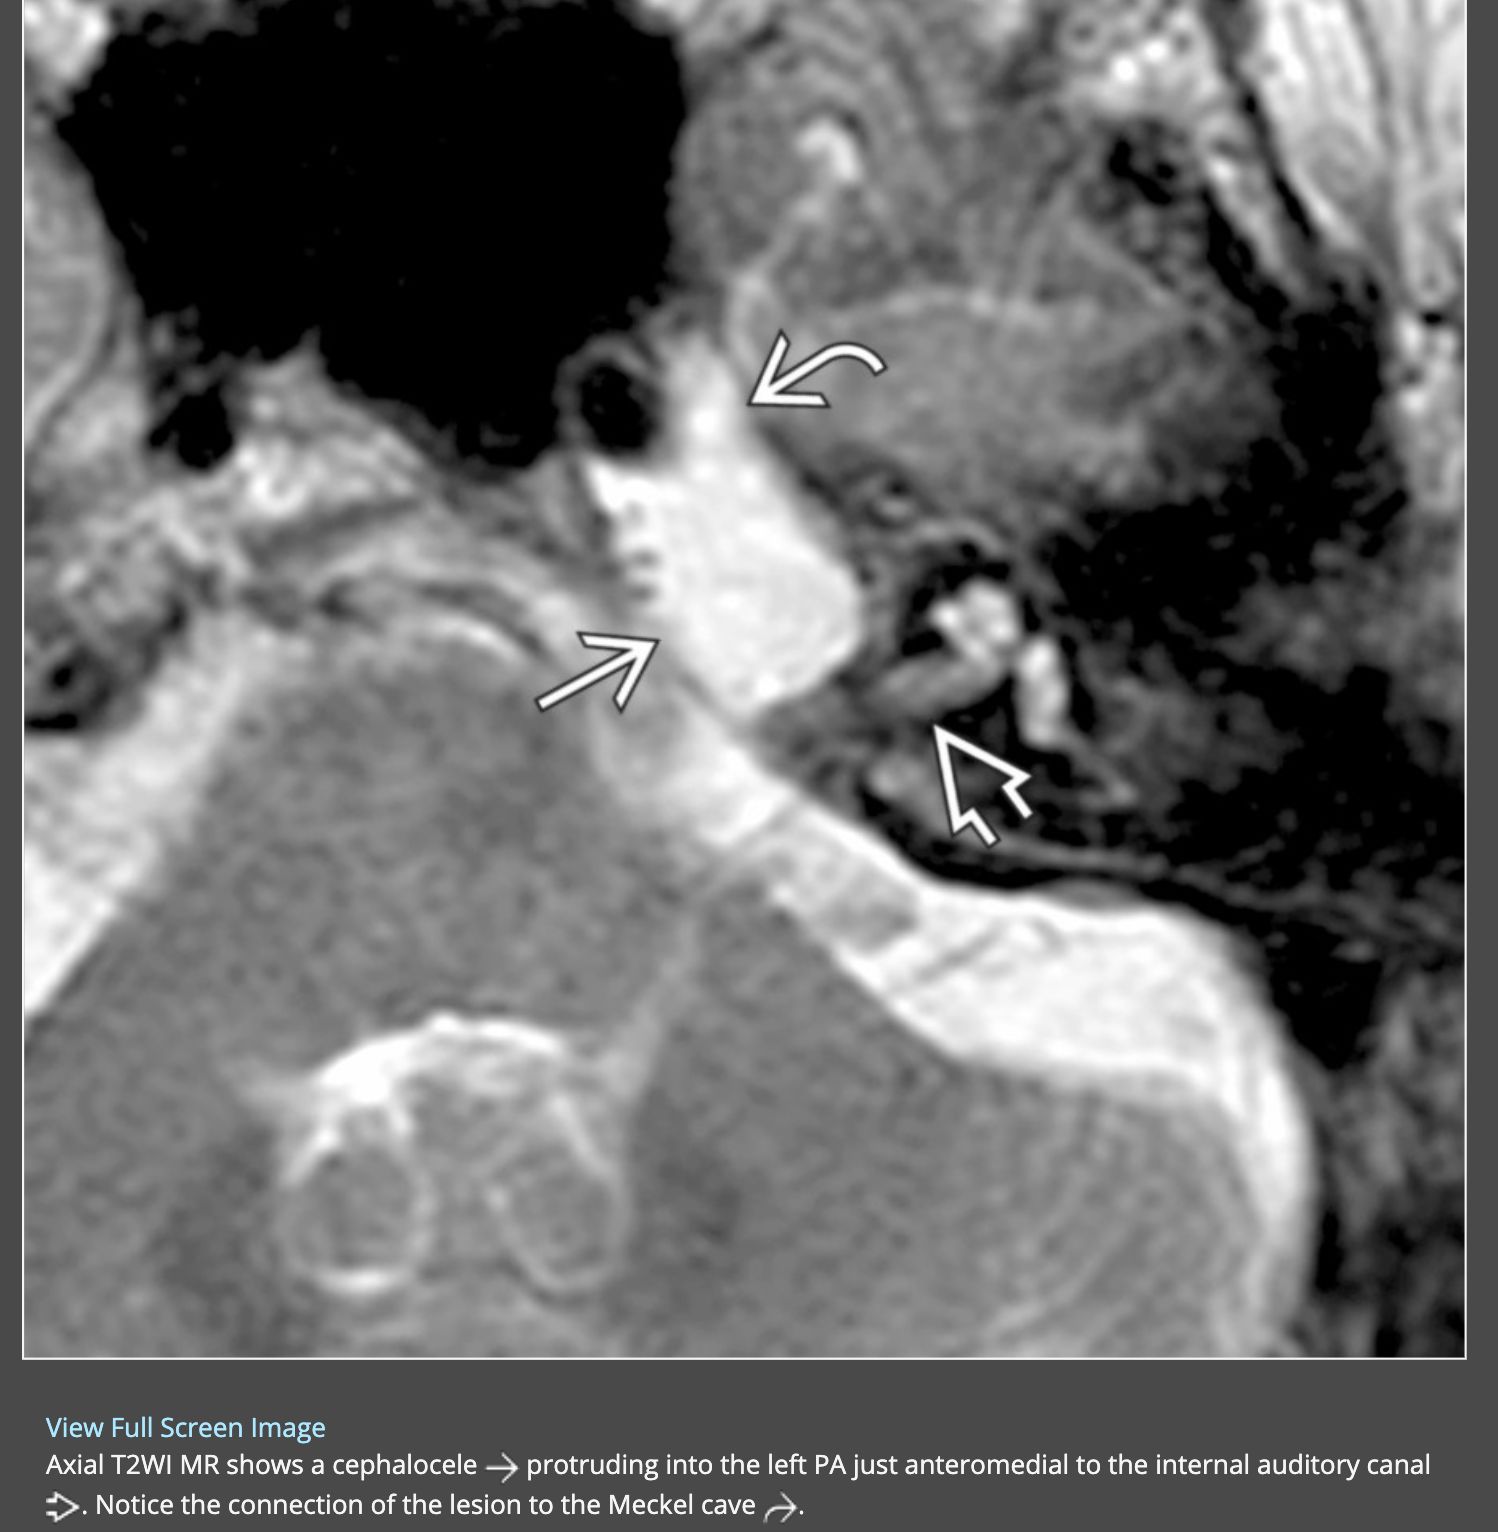 View Full Screen Image
Axial T2WI MR shows a cephalocele → protruding into the left PA just anteromedial to the internal auditory canal
⇨. Notice the connection of the lesion to the Meckel cave ↷.